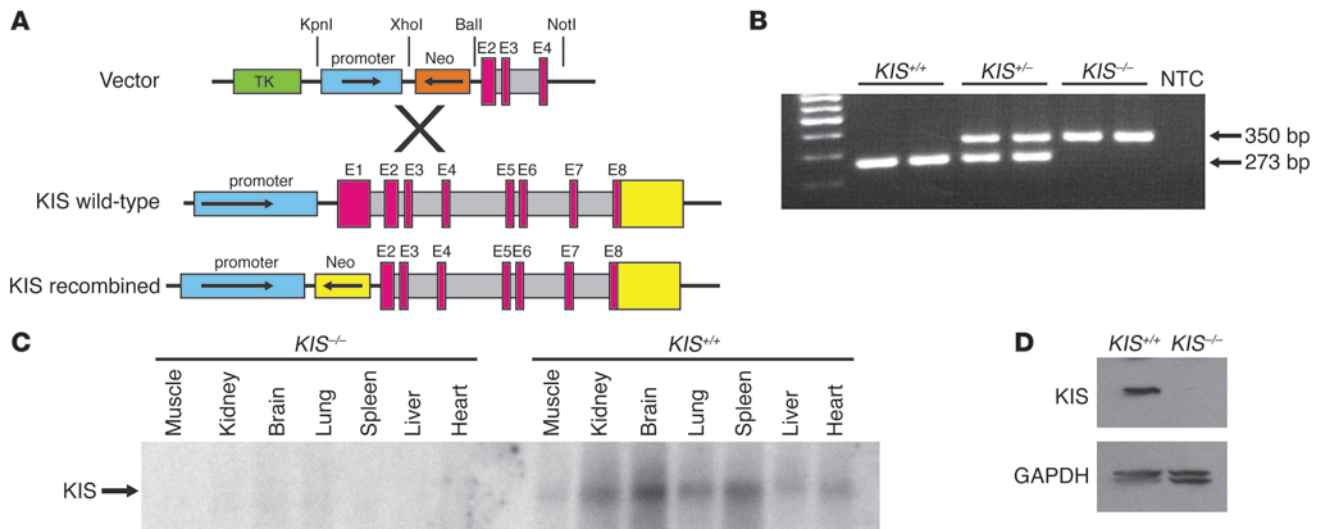 A
KpnI XhoI BalI NotI
promoter Neo E2 E3 E4
Vector TK
E1 E2 E3 E4 E5 E6 E7 E8
promoter
KIS wild-type
E2 E3 E4 E5 E6 E7 E8
promoter Neo
KIS recombined
B
KIS+/+ KIS+/– KIS–/– NTC
350 bp
273 bp
C
KIS–/– KIS+/+
Muscle Kidney Brain Lung Spleen Liver Heart Muscle Kidney Brain Lung Spleen Liver Heart
KIS
D
KIS+/+ KIS–/–
KIS
GAPDH